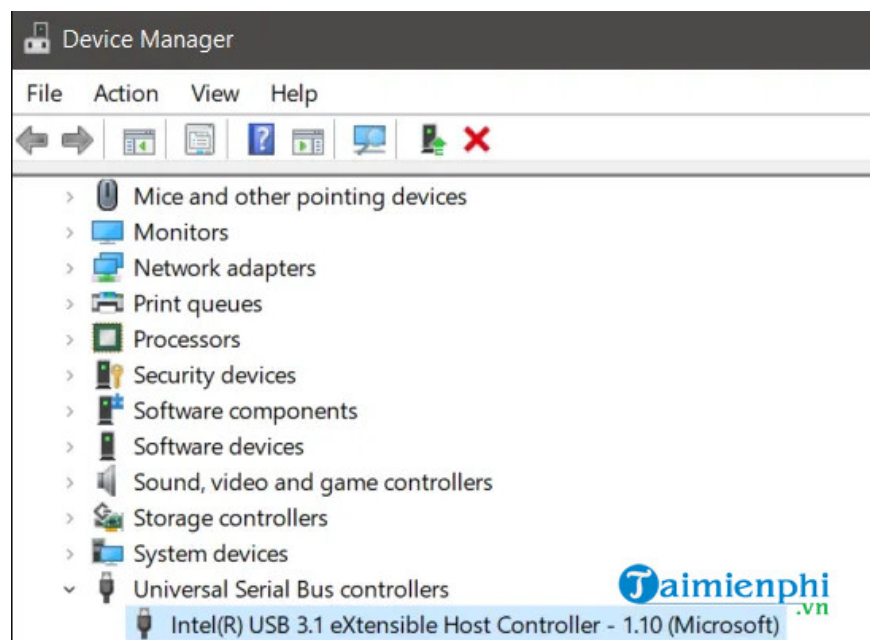 Device Manager
File Action View Help
Mice and other pointing devices
Monitors
Network adapters
Print queues
Processors
Security devices
Software components
Software devices
Sound, video and game controllers
Storage controllers
System devices
Universal Serial Bus controllers
Taimienphi
.vn
Intel(R) USB 3.1 eXtensible Host Controller - 1.10 (Microsoft)